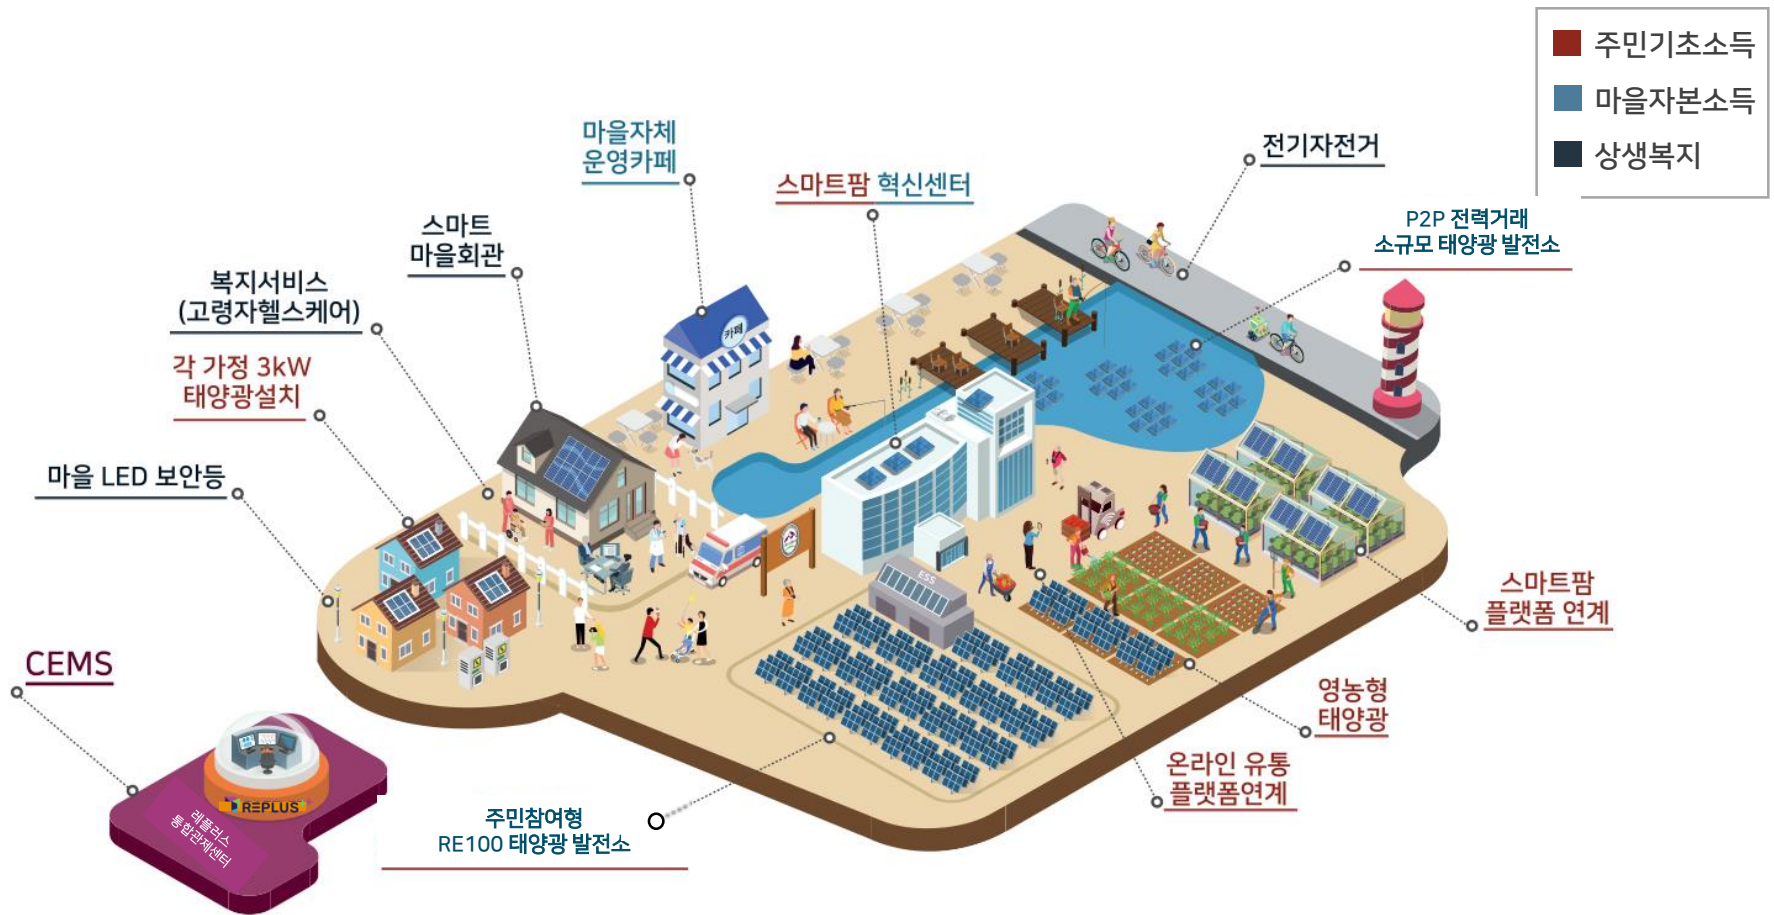 주민기초소득
마을자본소득
상생복지
마을자체
운영카페
스마트팜 혁신센터
전기자전거
P2P 전력거래
소규모 태양광 발전소
스마트
마을회관
복지서비스
(고령자헬스케어)
각 가정 3kW
태양광설치
마을 LED 보안등
카페
ESS
스마트팜
플랫폼 연계
CEMS
영농형
태양광
온라인 유통
플랫폼연계
REPLUS
레플러스
통합관제센터
주민참여형
RE100 태양광 발전소